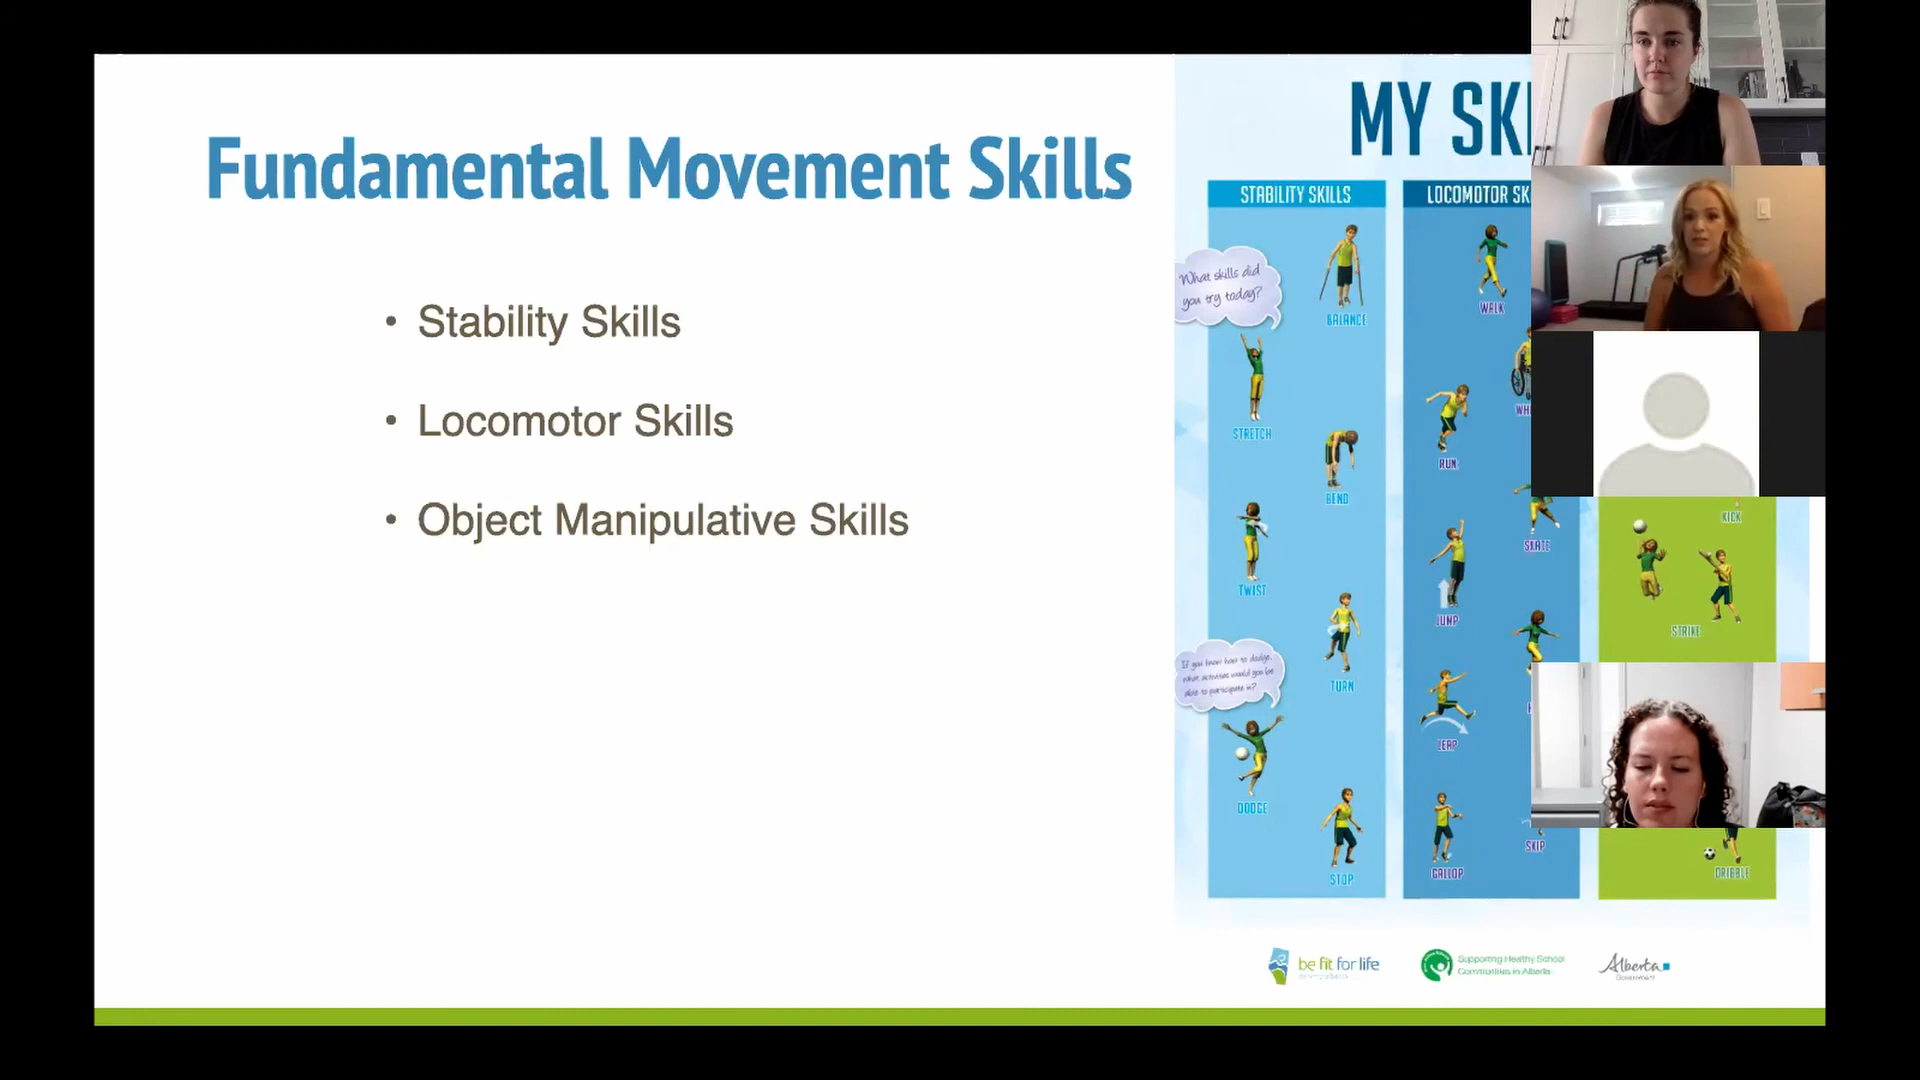 Fundamental Movement Skills
• Stability Skills
• Locomotor Skills
• Object Manipulative Skills
MY SK
STABILITY SKILLS
What skills did
you try today?
BALANCE
STRETCH
BEND
TWIST
TURN
If you know how to dodge,
what activities would you be
able to participate in?
DODGE
STOP
LOCOMOTOR SK
WALK
WH
RUN
SKATE
JUMP
LEAP
SKIP
GALLOP
KICK
STRIKE
DRIBBLE
be fit for life
Supporting Healthy School
Communities in Alberta
Alberta
Government